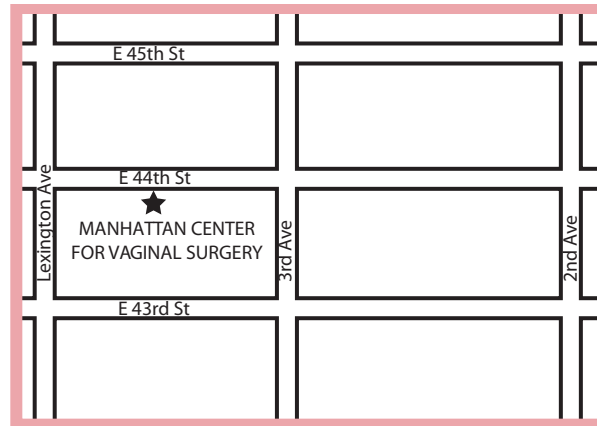 E 45th St
E 44th St
Lexington Ave
MANHATTAN CENTER
FOR VAGINAL SURGERY
3rd Ave
2nd Ave
E 43rd St